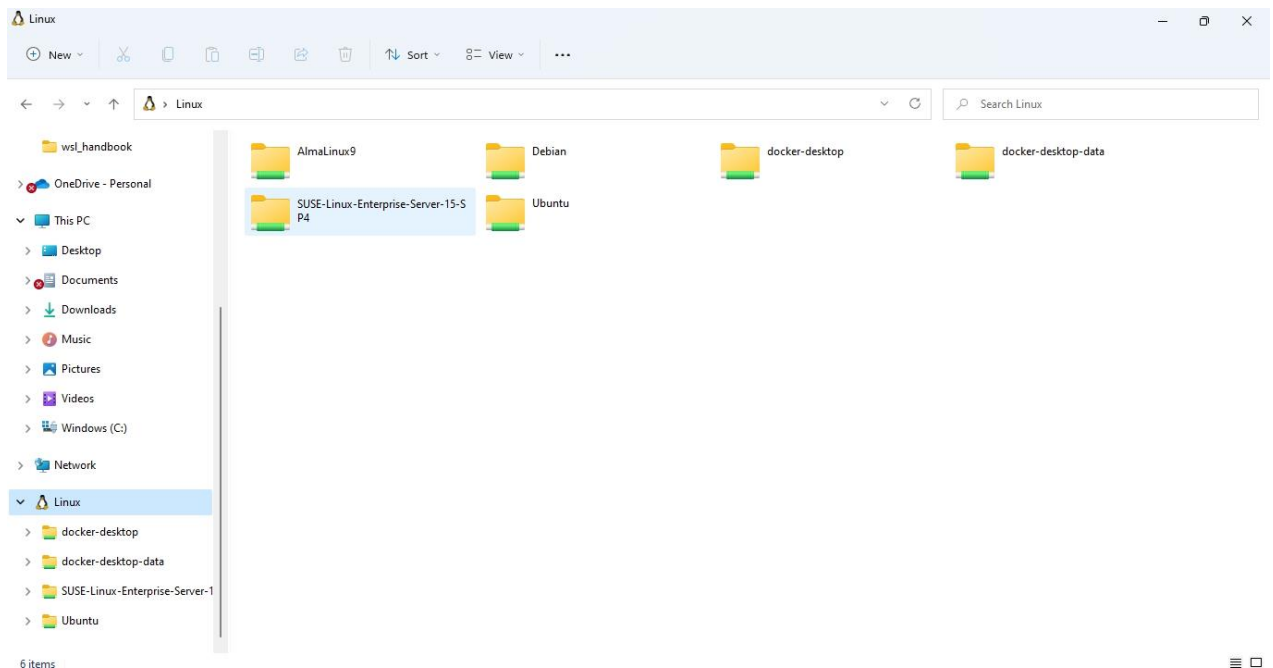 Linux
New
Sort
View
Linux
Search Linux
wsl_handbook
OneDrive - Personal
This PC
Desktop
Documents
Downloads
Music
Pictures
Videos
Windows (C:)
Network
Linux
docker-desktop
docker-desktop-data
SUSE-Linux-Enterprise-Server-1
Ubuntu
AlmaLinux9
Debian
docker-desktop
docker-desktop-data
SUSE-Linux-Enterprise-Server-15-S
P4
Ubuntu
6 items